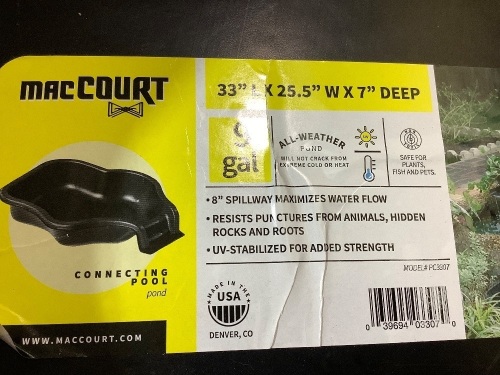 MACCOURT
33" L X 25.5" W X 7" DEEP
9
gal
ALL-WEATHER
POND
WILL NOT CRACK FROM
EXTREME COLD OR HEAT
SAFE FOR
PLANTS,
FISH AND PETS.
• 8" SPILLWAY MAXIMIZES WATER FLOW
• RESISTS PUNCTURES FROM ANIMALS, HIDDEN
ROCKS AND ROOTS
• UV-STABILIZED FOR ADDED STRENGTH
CONNECTING
POOL
pond
MODEL# PC3307
MADE IN THE
USA
DENVER, CO
0 39694 03307 0
WWW.MACCOURT.COM